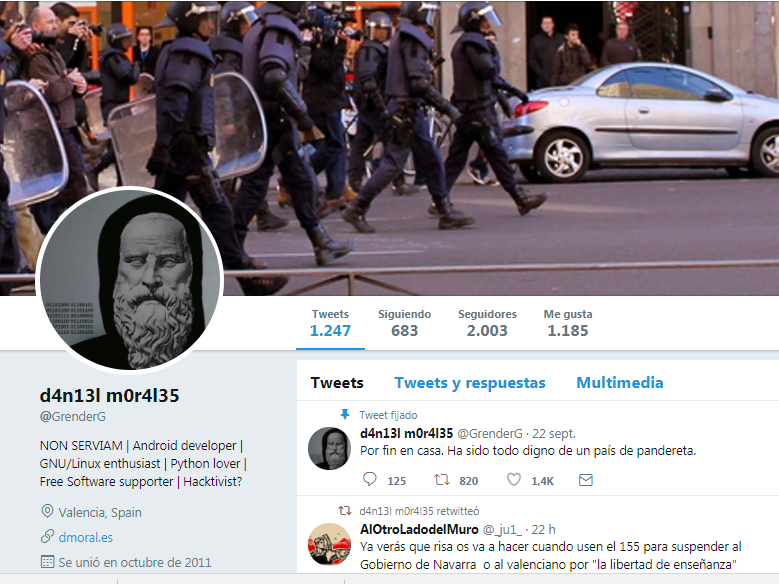 Tweets
1.247
Siguiendo
683
Seguidores
2.003
Me gusta
1.185
d4n13l m0r4l35
@GrenderG
NON SERVIAM | Android developer |
GNU/Linux enthusiast | Python lover |
Free Software supporter | Hacktivist?
Valencia, Spain
dmoral.es
Se unió en octubre de 2011
Tweets
Tweets y respuestas
Multimedia
Tweet fijado
d4n13l m0r4l35 @GrenderG · 22 sept.
Por fin en casa. Ha sido todo digno de un país de pandereta.
125
820
1,4K
d4n13l m0r4l35 retwitteó
AlOtroLadodelMuro @_ju1_ · 22 h
Ya verás que risa os va a hacer cuando usen el 155 para suspender al
Gobierno de Navarra o al valenciano por "la libertad de enseñanza"